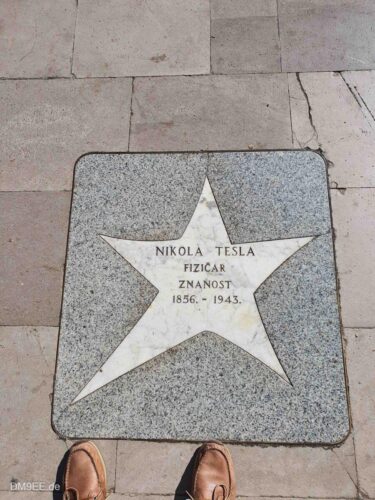 NIKOLA TESLA
FIZIČAR
ZNANOST
1856. - 1943.
DM9EE.de